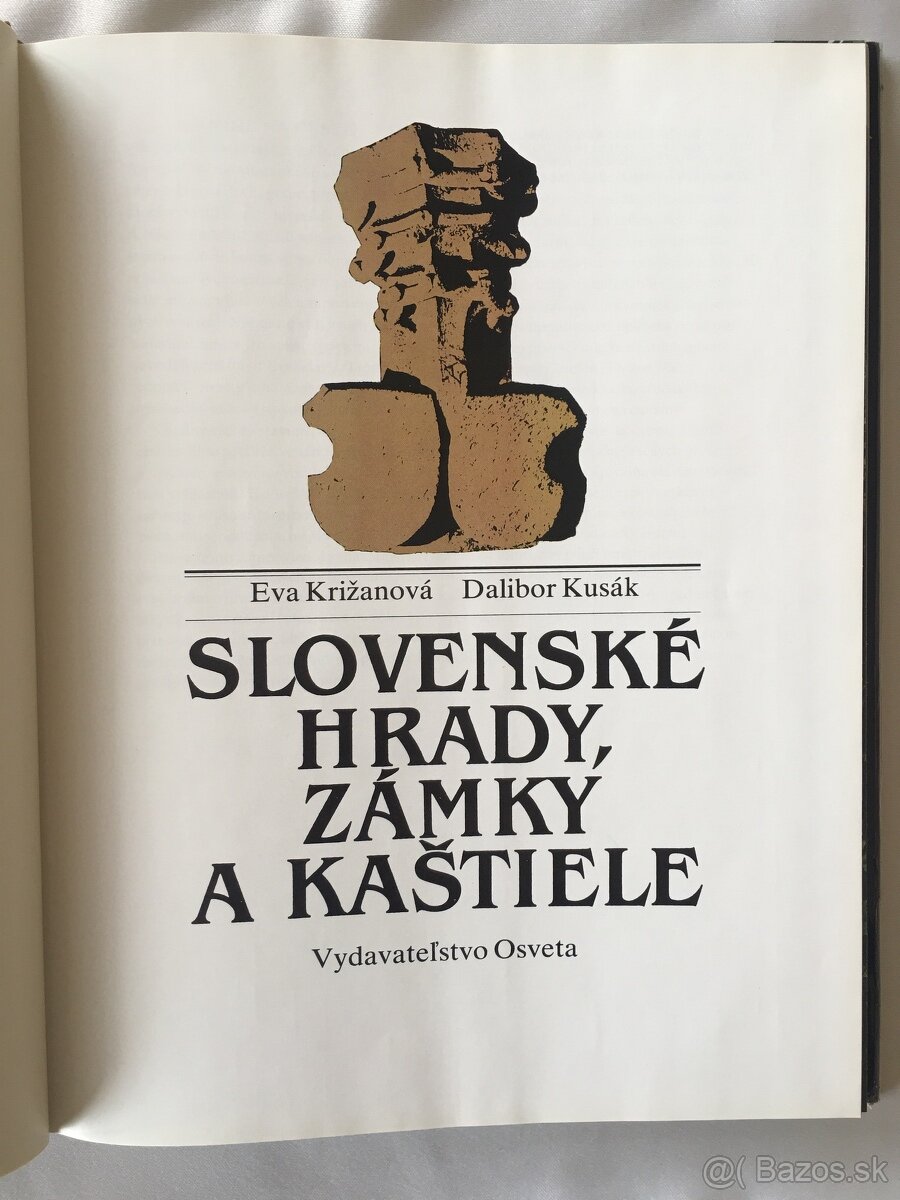 Eva Križanová Dalibor Kusák
SLOVENSKÉ
HRADY,
ZÁMKY
A KAŠTIELE
Vydavateľstvo Osveta
@( Bazos.sk